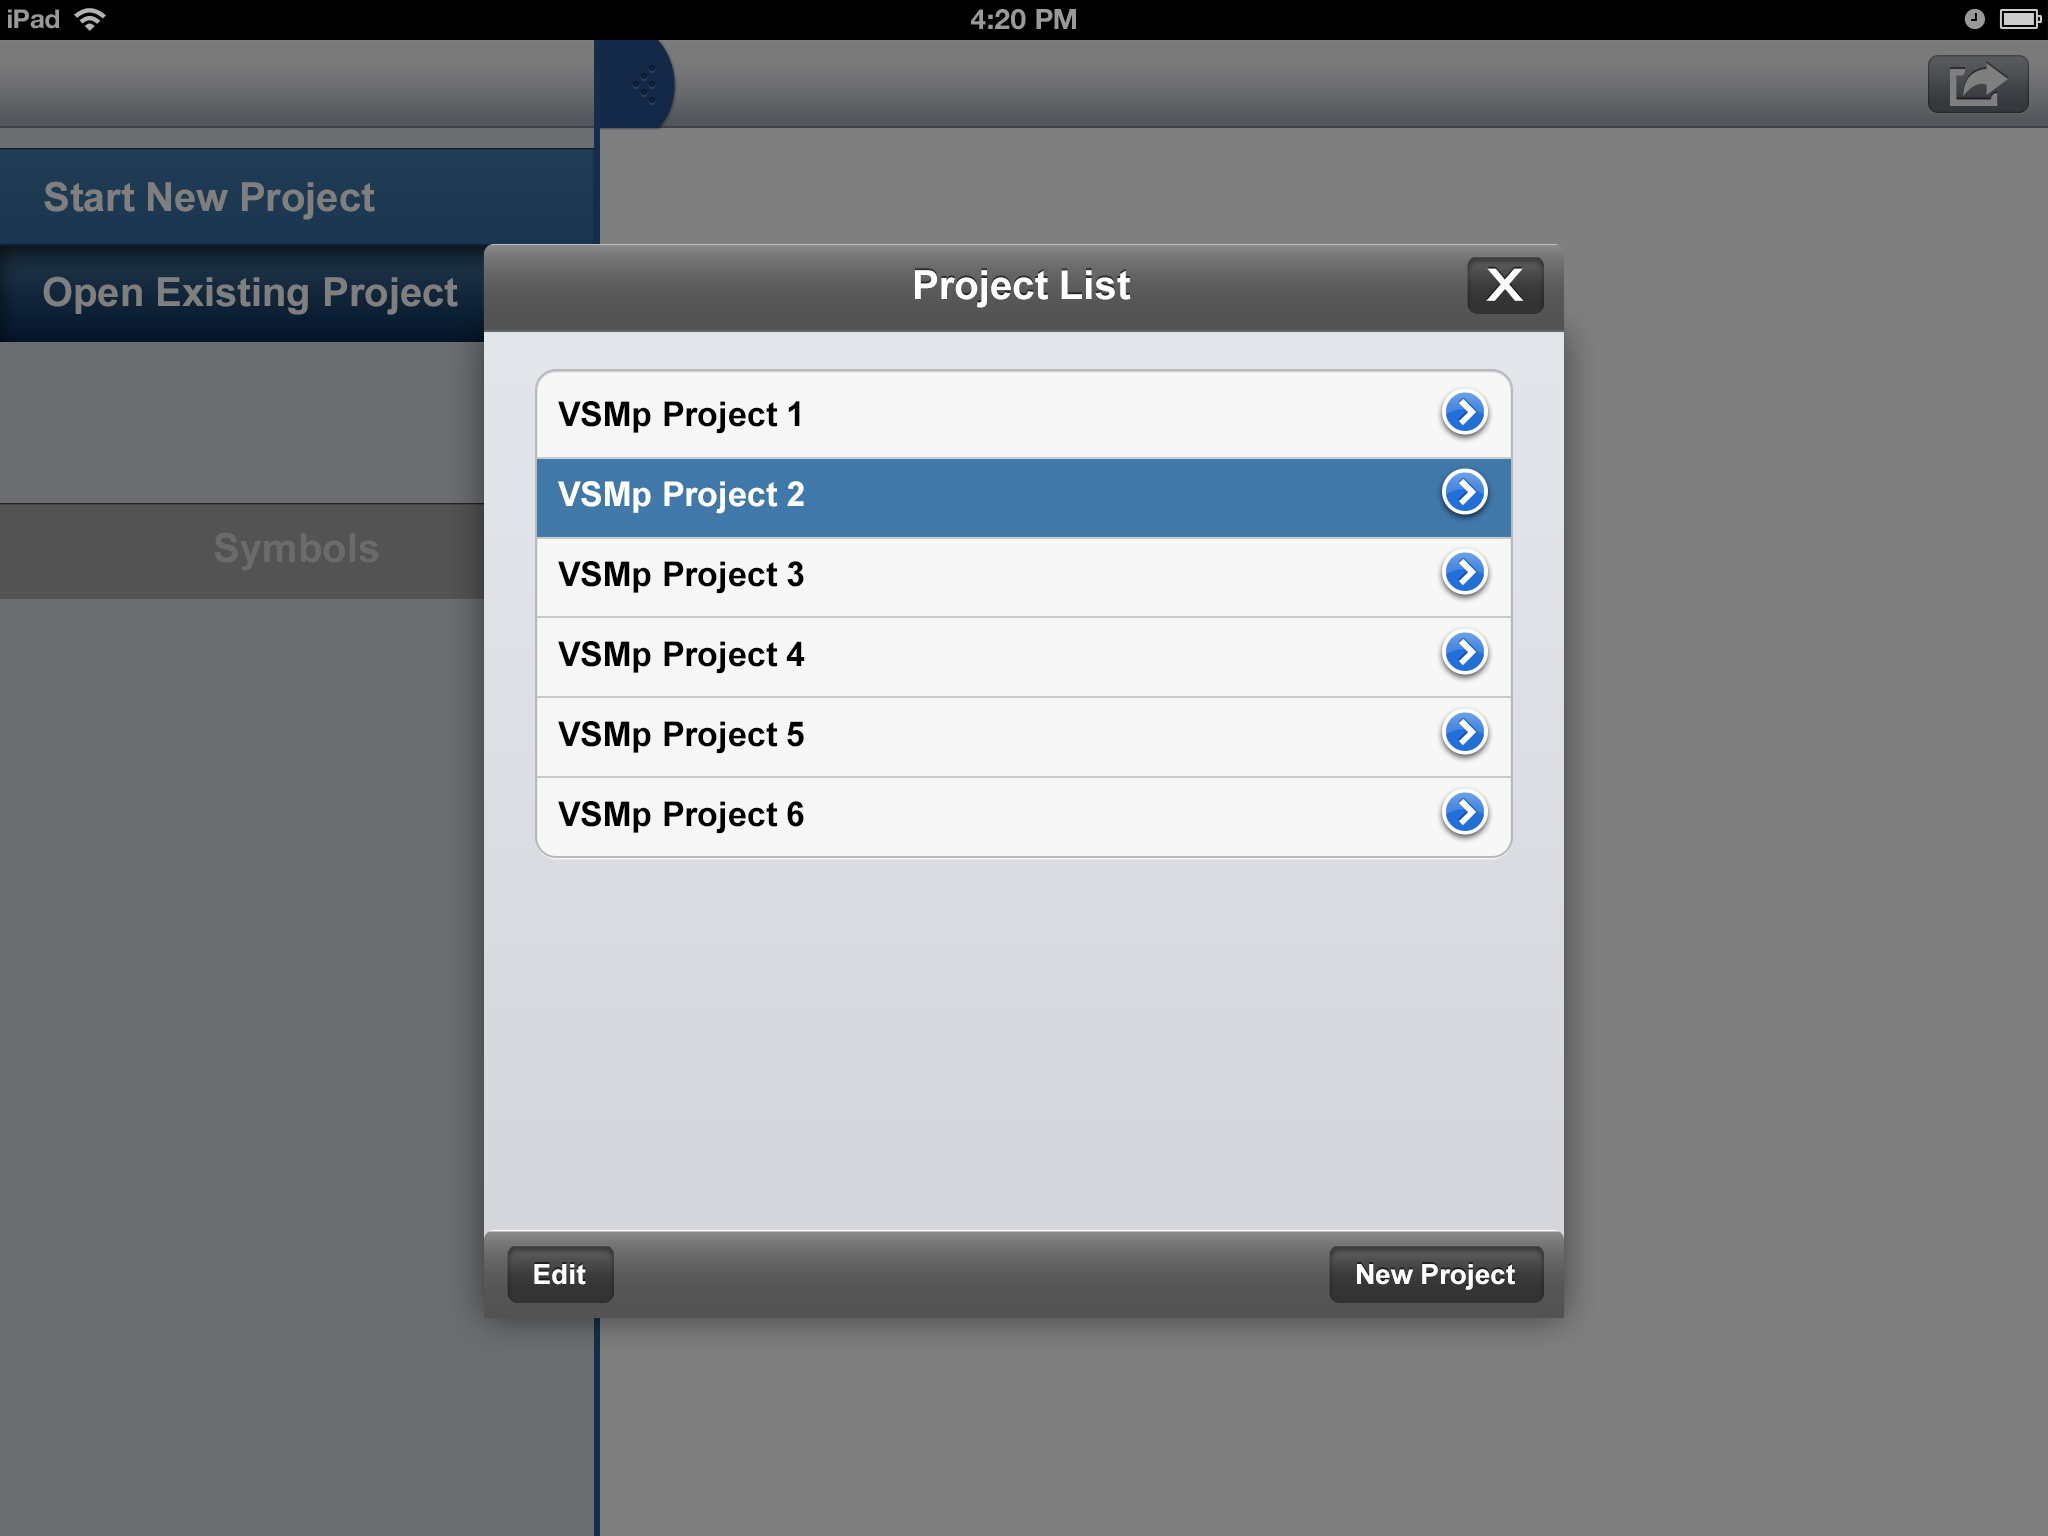 iPad
4:20 PM
Start New Project
Open Existing Project
Symbols
Project List
X
VSMp Project 1
VSMp Project 2
VSMp Project 3
VSMp Project 4
VSMp Project 5
VSMp Project 6
Edit
New Project